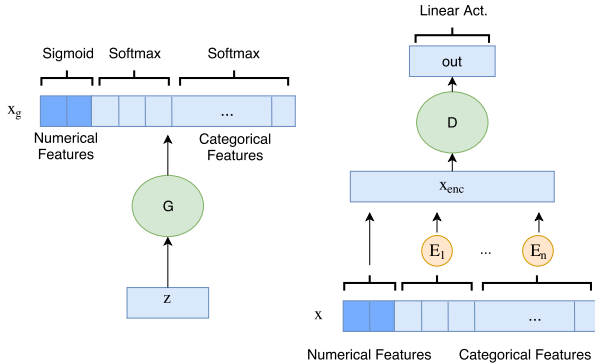 Linear Act.
out
Sigmoid
Softmax
Softmax
x_g
...
Numerical
Features
Categorical
Features
D
x_enc
G
E_1
...
E_n
z
x
...
Numerical Features
Categorical Features